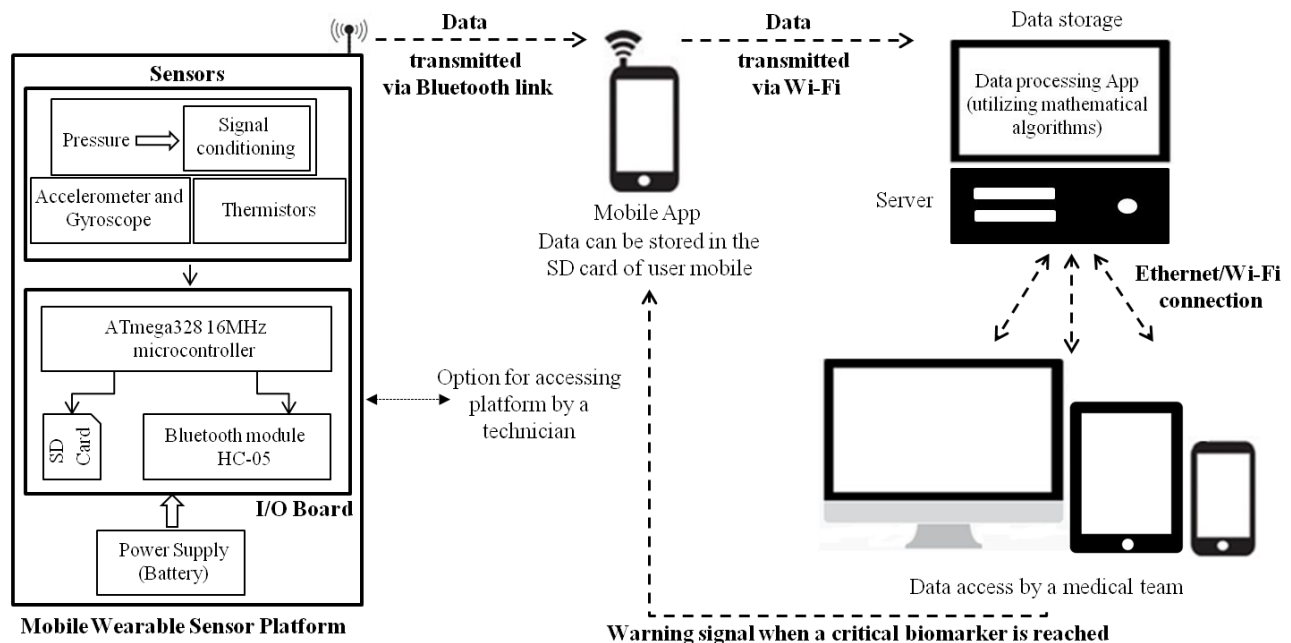 Sensors
Pressure
Signal
conditioning
Accelerometer and
Gyroscope
Thermistors
ATmega328 16MHz
microcontroller
SD
Card
Bluetooth module
HC-05
I/O Board
Power Supply
(Battery)
Mobile Wearable Sensor Platform
Data
transmitted
via Bluetooth link
Mobile App
Data can be stored in the
SD card of user mobile
Option for accessing
platform by a
technician
Data
transmitted
via Wi-Fi
Data storage
Data processing App
(utilizing mathematical
algorithms)
Server
Ethernet/Wi-Fi
connection
Data access by a medical team
Warning signal when a critical biomarker is reached